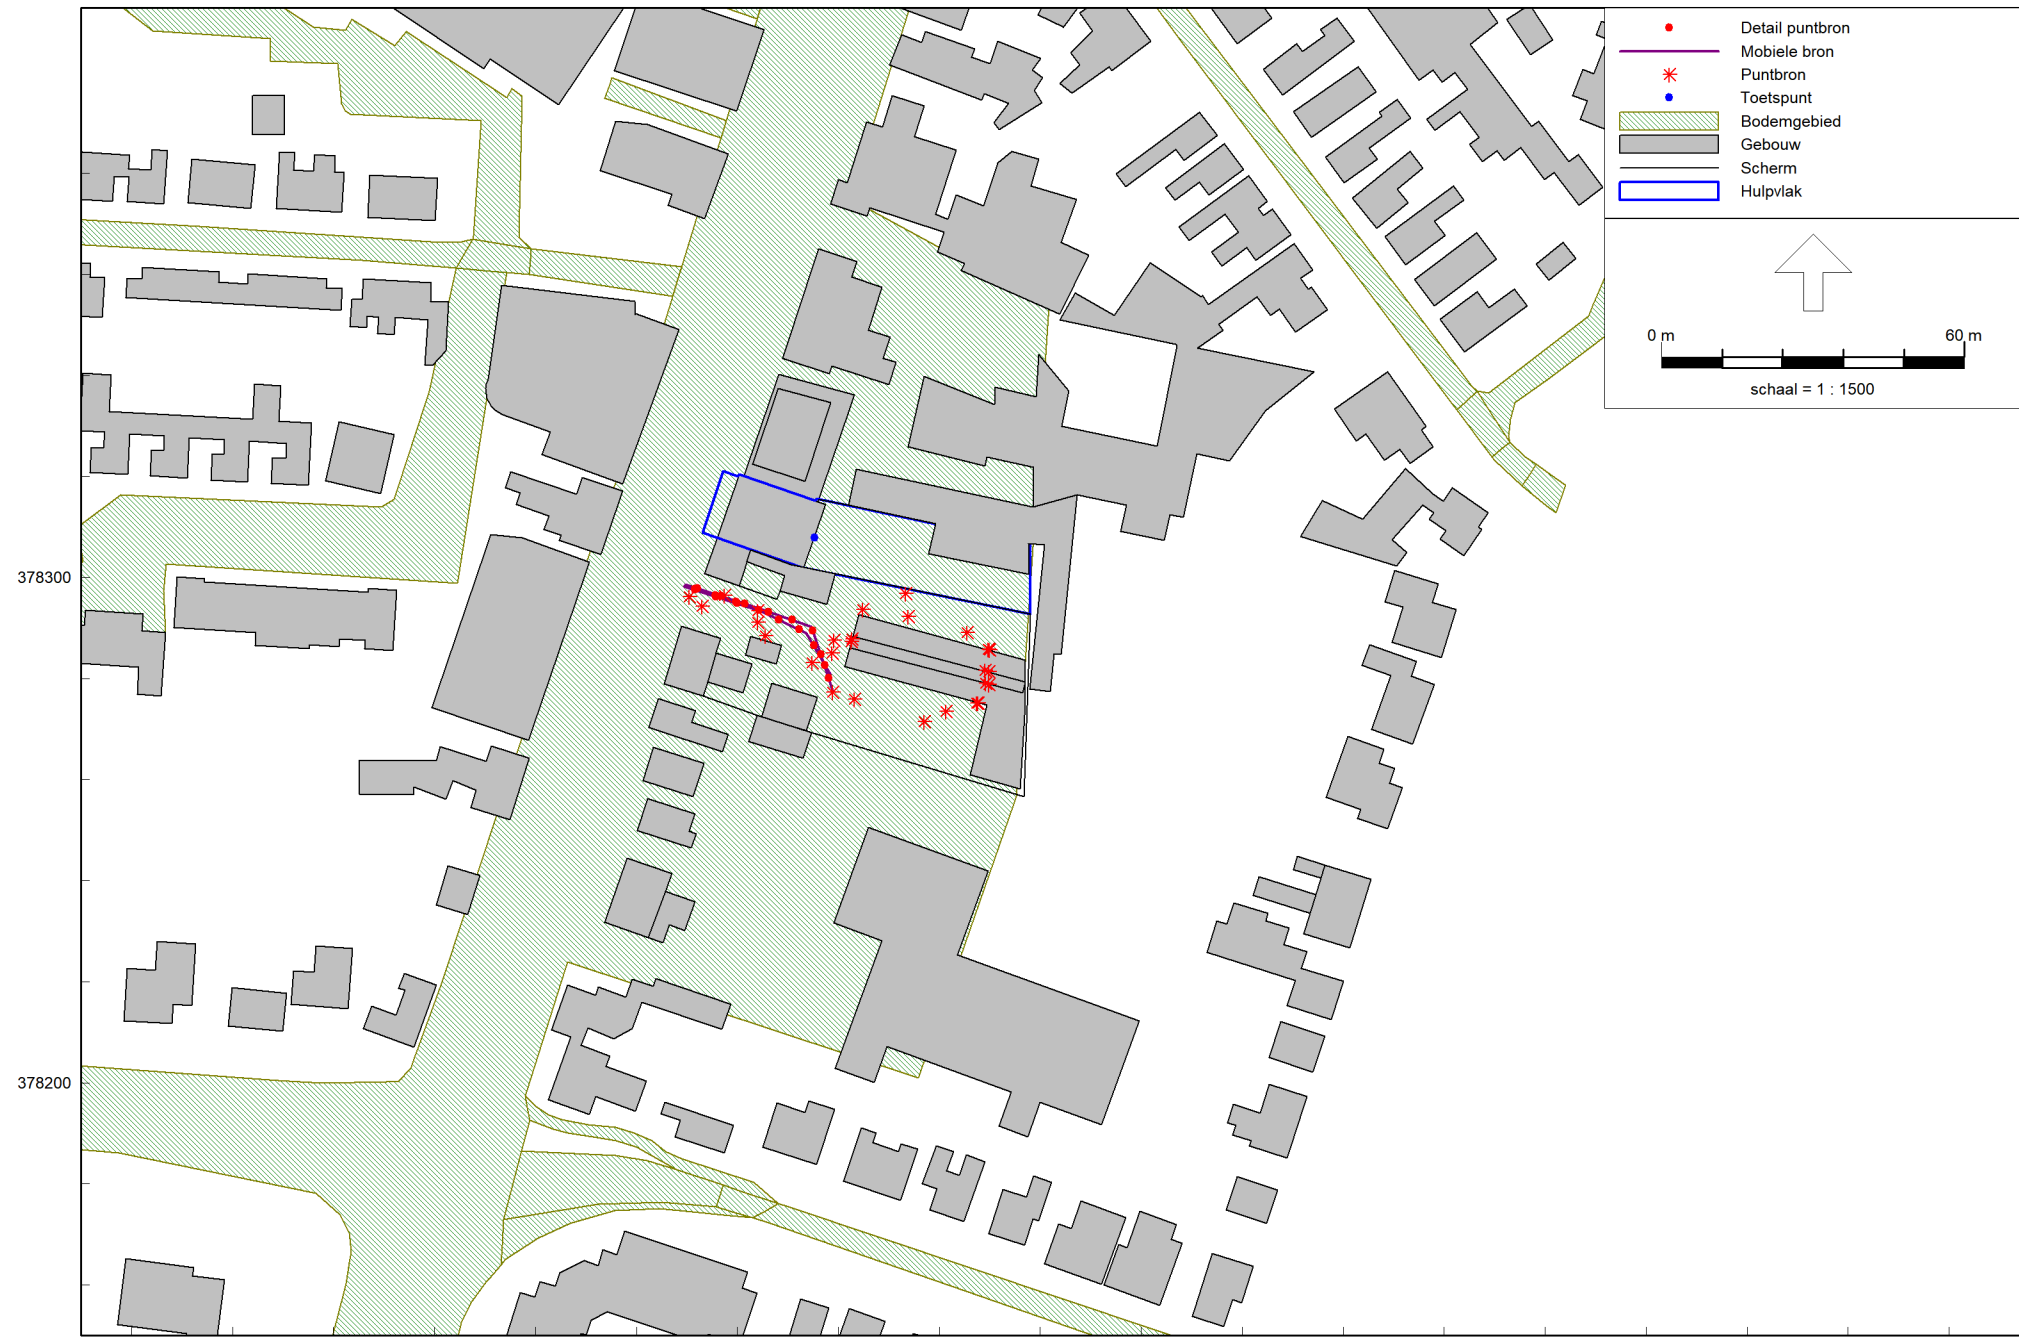 Detail puntbron
Mobiele bron
Puntbron
Toetspunt
Bodemgebied
Gebouw
Scherm
Hulpvlak
0 m 60 m
schaal = 1 : 1500
378300
378200